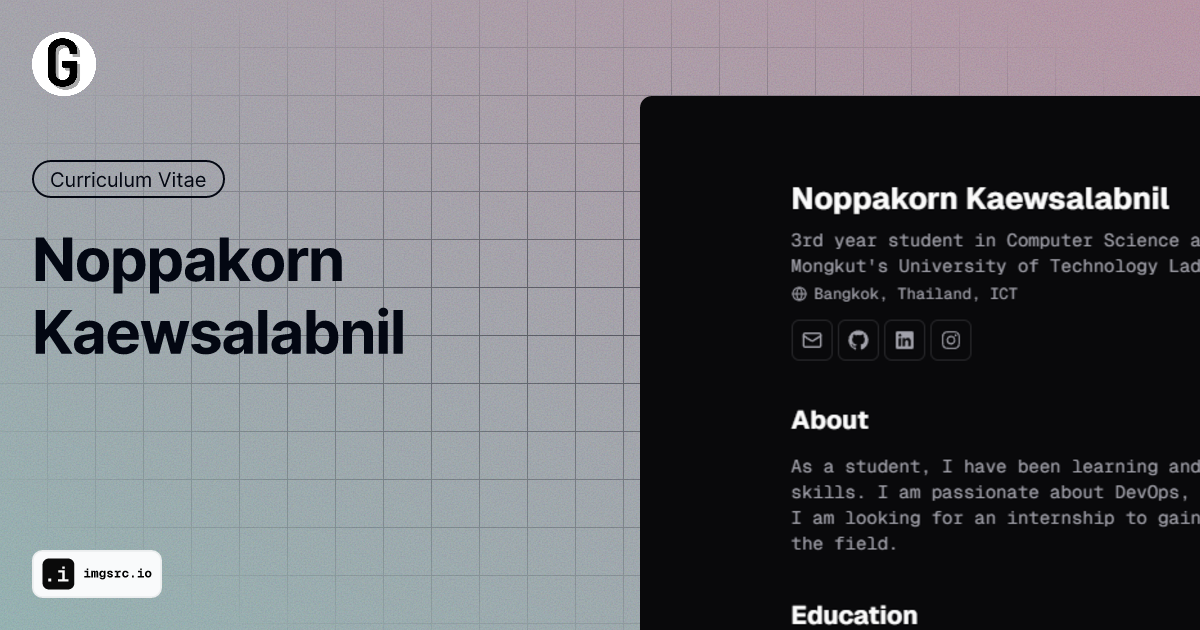 G
Curriculum Vitae
Noppakorn
Kaewsalabnil
.i imgsrc.io
Noppakorn Kaewsalabnil
3rd year student in Computer Science a
Mongkut's University of Technology Lad
Bangkok, Thailand, ICT
in
About
As a student, I have been learning and
skills. I am passionate about DevOps,
I am looking for an internship to gain
the field.
Education